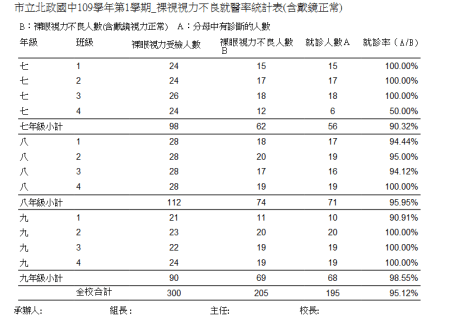 市立北政國中109學年第1學期_裸視視力不良就醫率統計表(含戴鏡正常)
B：裸眼視力不良人數(含戴鏡視力正常)　A：分母中有診斷的人數
年級 班級 裸眼視力受檢人數 裸眼視力不良人數B 就診人數A 就診率（A/B)
七 1 24 15 15 100.00%
七 2 24 17 17 100.00%
七 3 26 18 18 100.00%
七 4 24 12 6 50.00%
七年級小計 98 62 56 90.32%
八 1 28 18 17 94.44%
八 2 28 20 19 95.00%
八 3 28 17 16 94.12%
八 4 28 19 19 100.00%
八年級小計 112 74 71 95.95%
九 1 21 11 10 90.91%
九 2 23 20 20 100.00%
九 3 22 19 19 100.00%
九 4 24 19 19 100.00%
九年級小計 90 69 68 98.55%
全校合計 300 205 195 95.12%
承辦人: 組長: 主任: 校長: